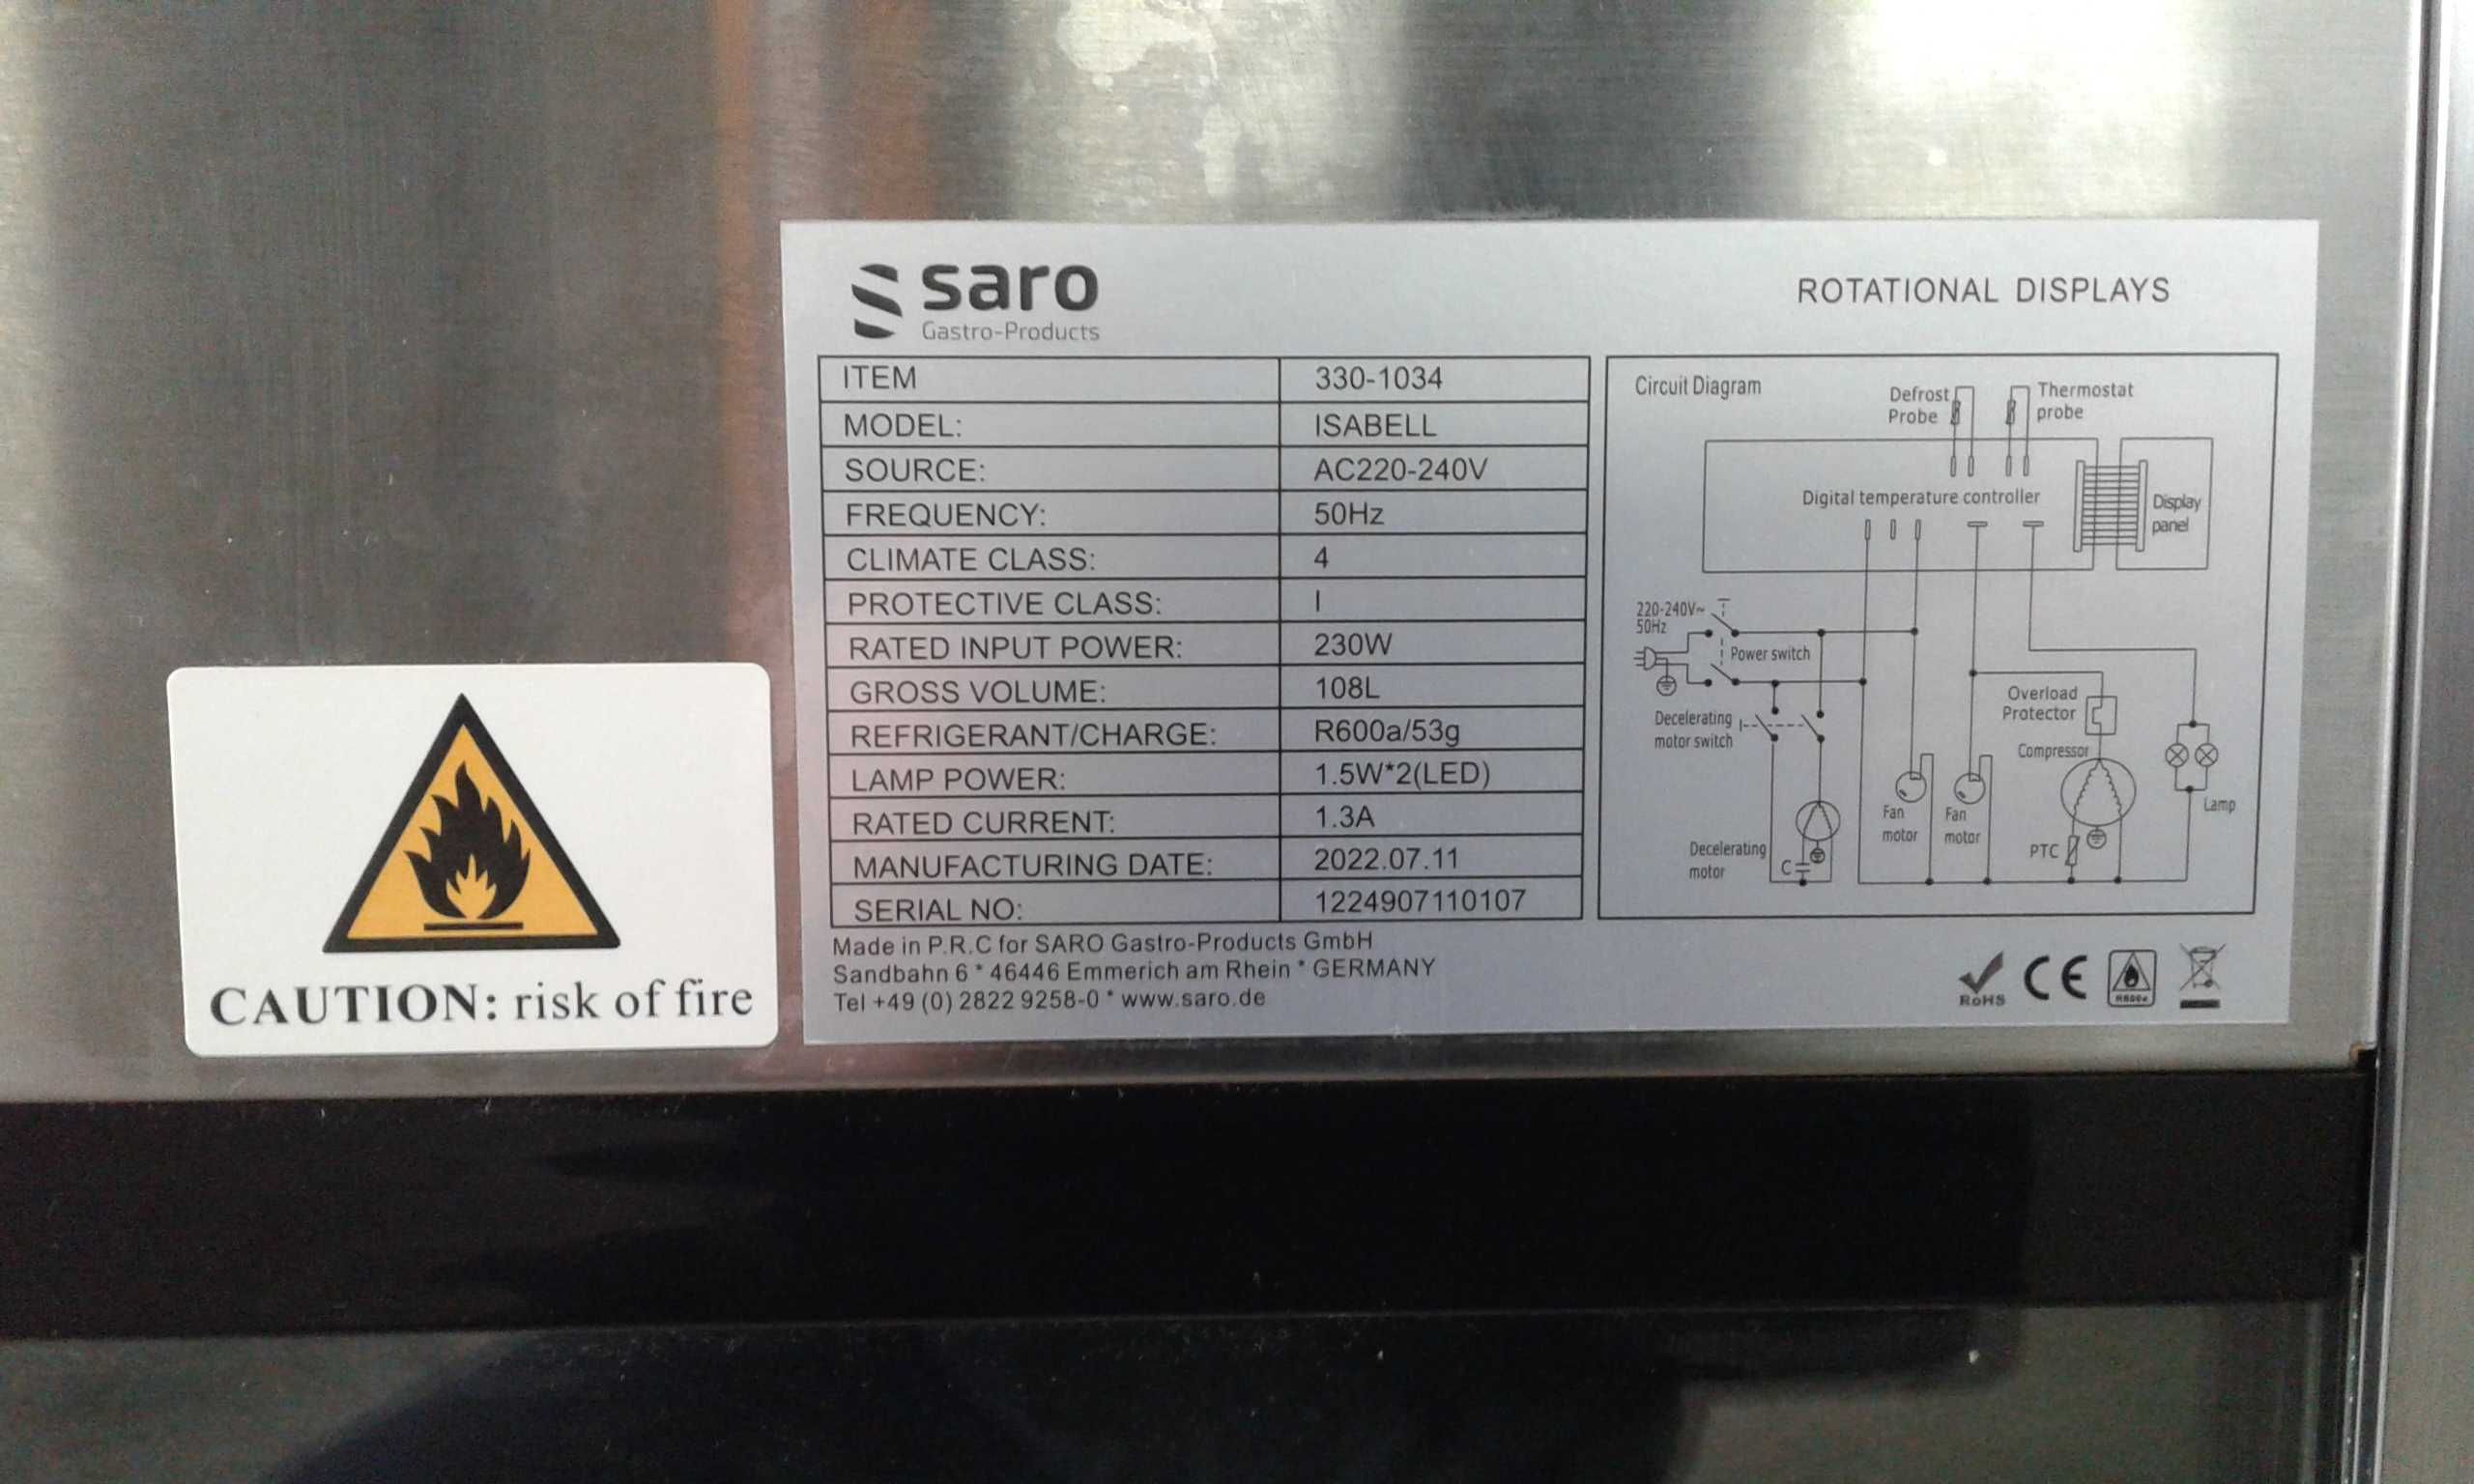 saro
Gastro-Products
ROTATIONAL DISPLAYS
ITEM 330-1034
MODEL: ISABELL
SOURCE: AC220-240V
FREQUENCY: 50Hz
CLIMATE CLASS: 4
PROTECTIVE CLASS: I
RATED INPUT POWER: 230W
GROSS VOLUME: 108L
REFRIGERANT/CHARGE: R600a/53g
LAMP POWER: 1.5W*2(LED)
RATED CURRENT: 1.3A
MANUFACTURING DATE: 2022.07.11
SERIAL NO: 1224907110107
Made in P.R.C for SARO Gastro-Products GmbH
Sandbahn 6 * 46446 Emmerich am Rhein * GERMANY
Tel +49 (0) 2822 9258-0 * www.saro.de
Circuit Diagram
Defrost
Probe
Thermostat
probe
Digital temperature controller
Display
panel
220-240V~
50Hz
Power switch
Decelerating
motor switch
Overload
Protector
Compressor
Fan
motor
Fan
motor
Lamp
PTC
Decelerating
motor
C
RoHS
CE
R600a
CAUTION: risk of fire